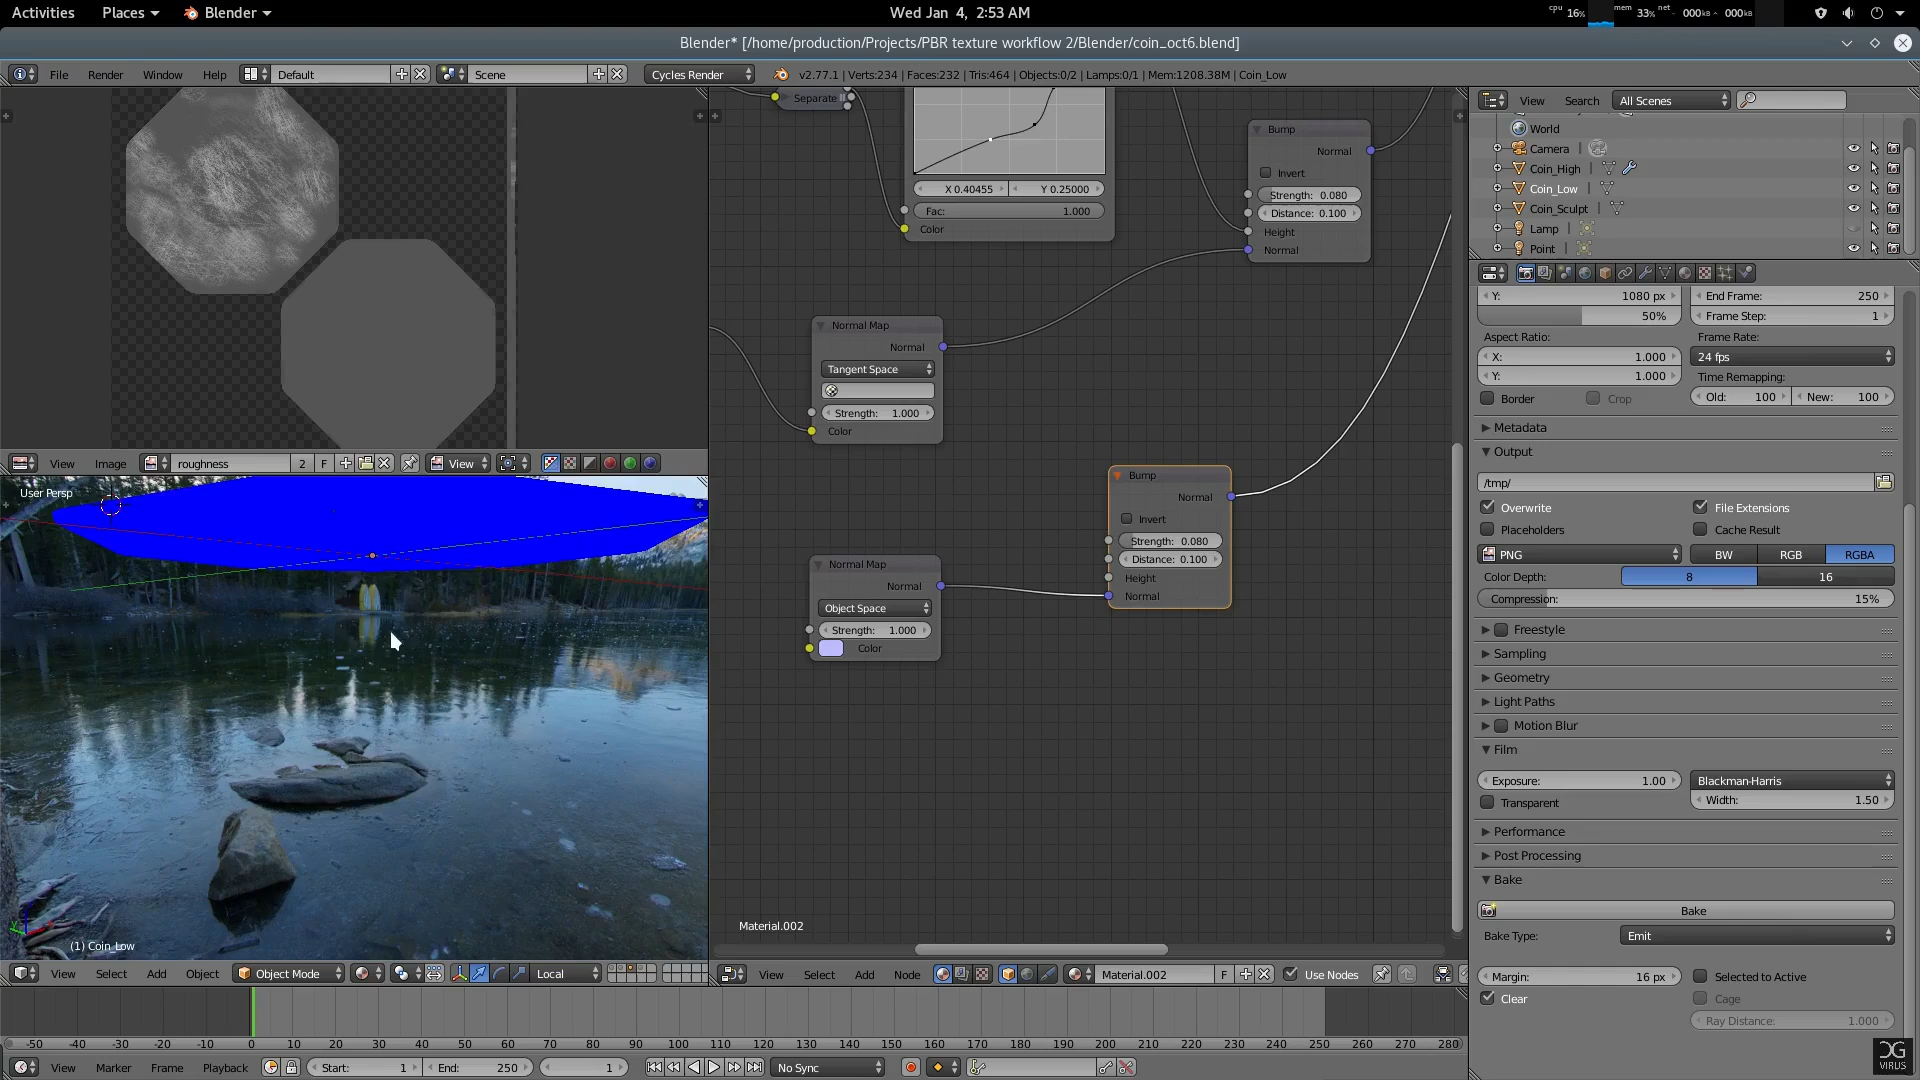 Activities Places Blender Wed Jan 4, 2:53 AM cpu 16% mem 33% net 000kB 000kB
Blender* [/home/production/Projects/PBR texture workflow 2/Blender/coin_oct6.blend]
File Render Window Help Default Scene Cycles Render v2.77.1 | Verts:234 | Faces:232 | Tris:464 | Objects:0/2 | Lamps:0/1 | Mem:1208.38M | Coin_Low
View Image roughness 2 F View
User Persp
(1) Coin_Low
View Select Add Object Object Mode Local
Separate
X 0.40455 Y 0.25000
Fac: 1.000
Color
Bump
Normal
Invert
Strength: 0.080
Distance: 0.100
Height
Normal
Normal Map
Normal
Tangent Space
Strength: 1.000
Color
Bump
Normal
Invert
Strength: 0.080
Distance: 0.100
Height
Normal
Normal Map
Normal
Object Space
Strength: 1.000
Color
Material.002
View Select Add Node Material.002 F Use Nodes
View Search All Scenes
World
Camera
Coin_High
Coin_Low
Coin_Sculpt
Lamp
Point
Y: 1080 px End Frame: 250
50% Frame Step: 1
Aspect Ratio: Frame Rate:
X: 1.000 24 fps
Y: 1.000 Time Remapping:
Border Crop Old: 100 New: 100
Metadata
Output
/tmp/
Overwrite File Extensions
Placeholders Cache Result
PNG BW RGB RGBA
Color Depth: 8 16
Compression: 15%
Freestyle
Sampling
Geometry
Light Paths
Motion Blur
Film
Exposure: 1.00 Blackman-Harris
Transparent Width: 1.50
Performance
Post Processing
Bake
Bake
Bake Type: Emit
Margin: 16 px Selected to Active
Clear Cage
Ray Distance: 1.000
-50 -40 -30 -20 -10 0 10 20 30 40 50 60 70 80 90 100 110 120 130 140 150 160 170 180 190 200 210 220 230 240 250 260 270 280
View Marker Frame Playback Start: 1 End: 250 1 No Sync
CG
VIRUS